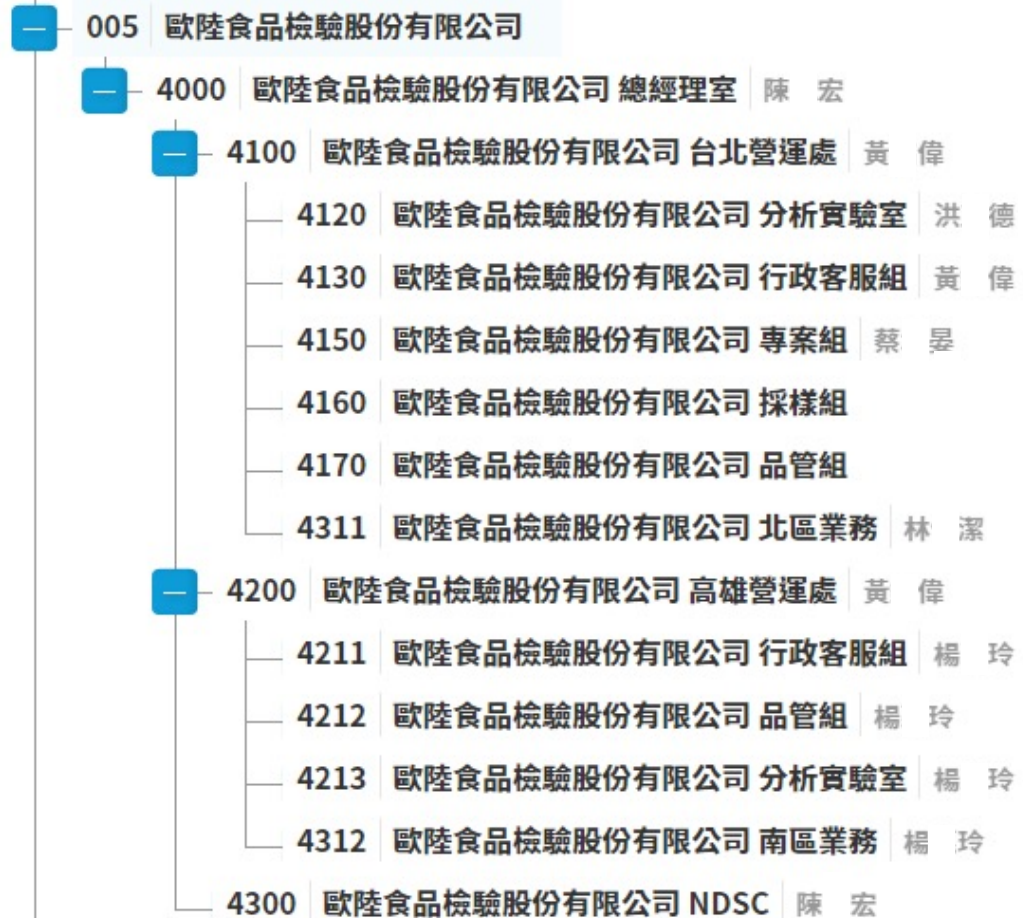 005 歐陸食品檢驗股份有限公司
4000 歐陸食品檢驗股份有限公司 總經理室 陳 宏
4100 歐陸食品檢驗股份有限公司 台北營運處 黃 偉
4120 歐陸食品檢驗股份有限公司 分析實驗室 洪 德
4130 歐陸食品檢驗股份有限公司 行政客服組 黃 偉
4150 歐陸食品檢驗股份有限公司 專案組 蔡 晏
4160 歐陸食品檢驗股份有限公司 採樣組
4170 歐陸食品檢驗股份有限公司 品管組
4311 歐陸食品檢驗股份有限公司 北區業務 林 潔
4200 歐陸食品檢驗股份有限公司 高雄營運處 黃 偉
4211 歐陸食品檢驗股份有限公司 行政客服組 楊 玲
4212 歐陸食品檢驗股份有限公司 品管組 楊 玲
4213 歐陸食品檢驗股份有限公司 分析實驗室 楊 玲
4312 歐陸食品檢驗股份有限公司 南區業務 楊 玲
4300 歐陸食品檢驗股份有限公司 NDSC 陳 宏